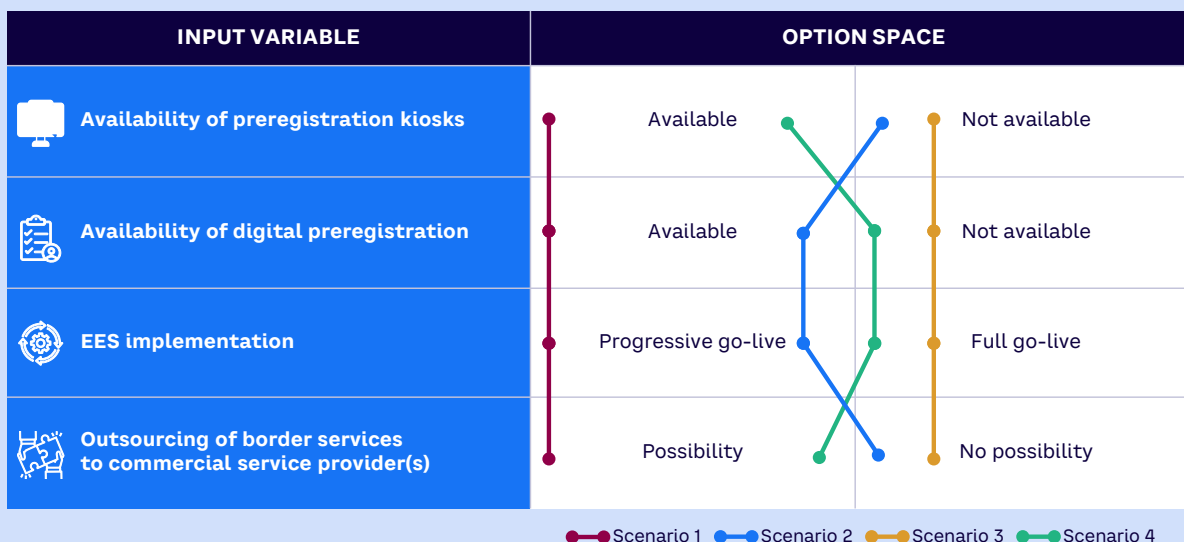 INPUT VARIABLE
OPTION SPACE
Availability of preregistration kiosks
Available
Not available
Availability of digital preregistration
Available
Not available
EES implementation
Progressive go-live
Full go-live
Outsourcing of border services
to commercial service provider(s)
Possibility
No possibility
Scenario 1
Scenario 2
Scenario 3
Scenario 4